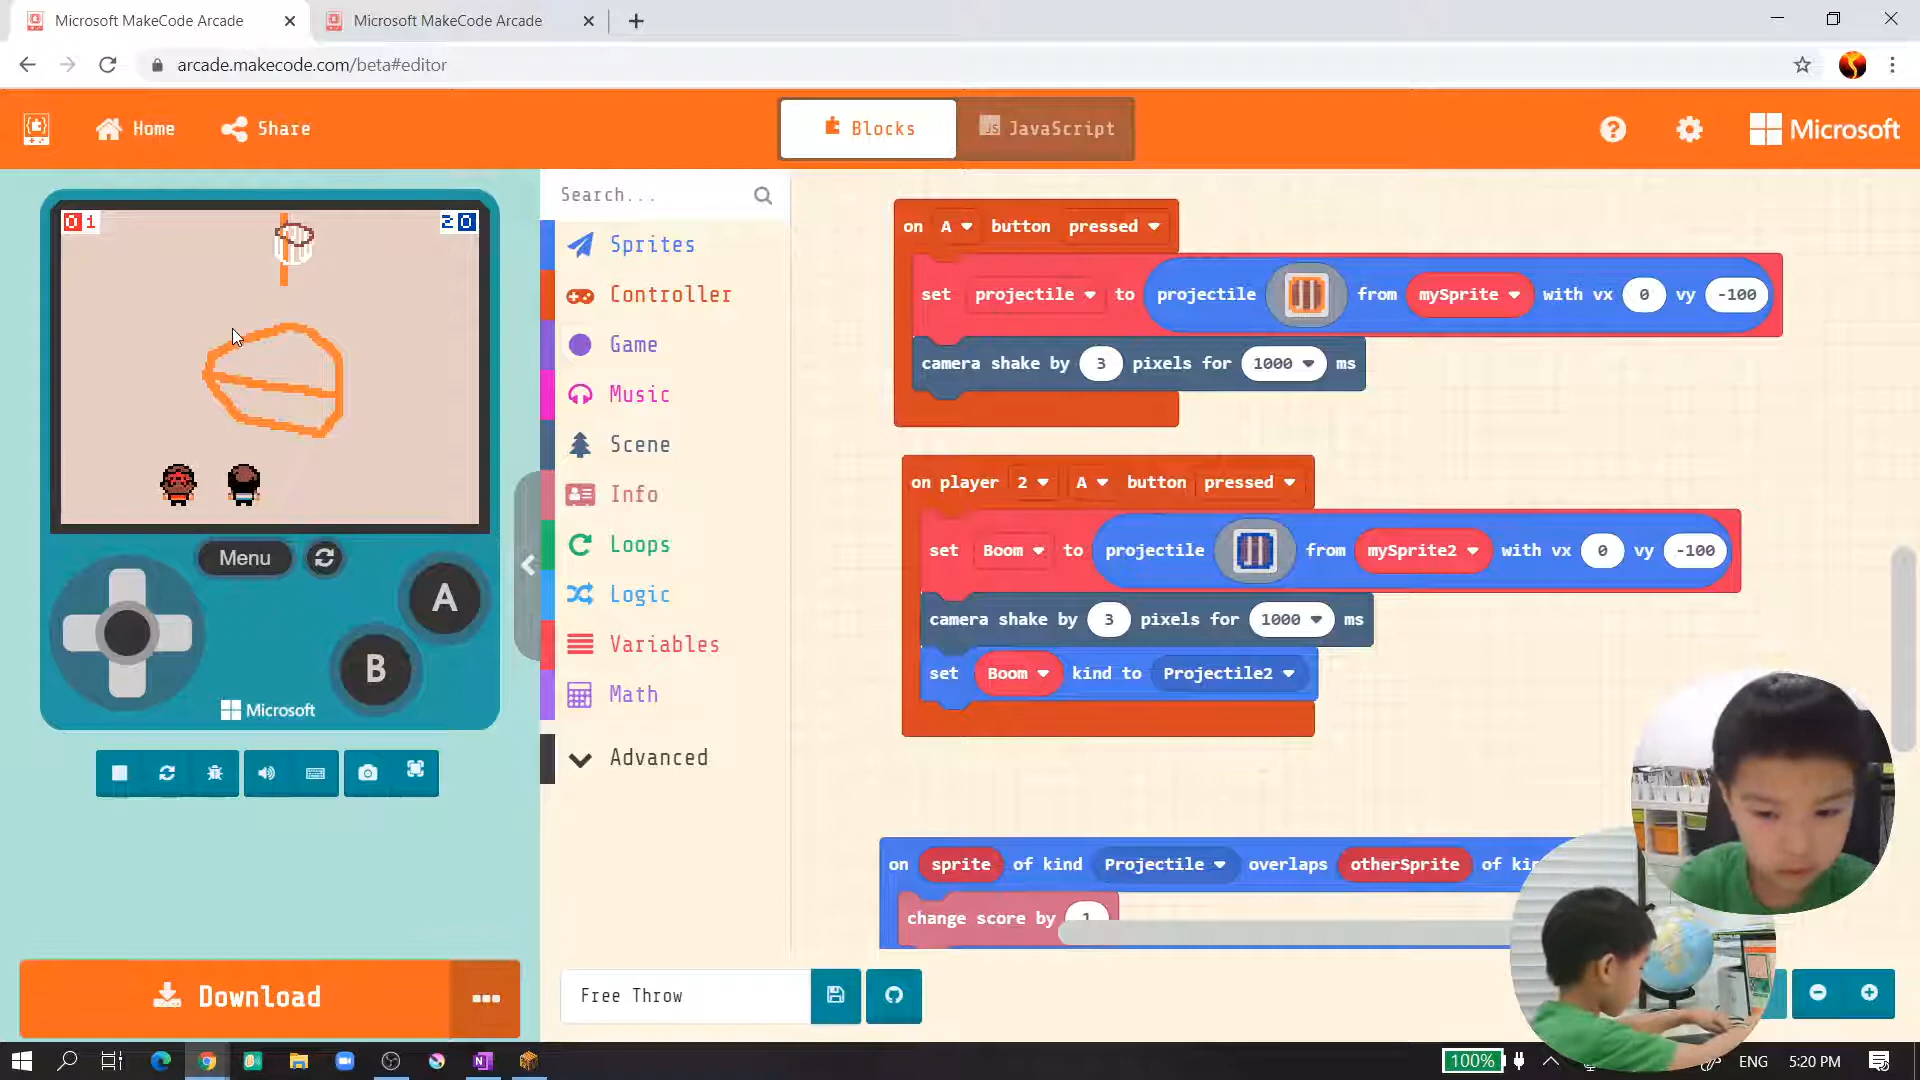 Microsoft MakeCode Arcade
Microsoft MakeCode Arcade
arcade.makecode.com/beta#editor
Home
Share
Blocks
JS JavaScript
Microsoft
Search...
1
2
Sprites
Controller
Game
Music
Scene
Info
Loops
Logic
Variables
Math
Advanced
Menu
A
B
Microsoft
on A button pressed
set projectile to projectile from mySprite with vx 0 vy -100
camera shake by 3 pixels for 1000 ms
on player 2 A button pressed
set Boom to projectile from mySprite2 with vx 0 vy -100
camera shake by 3 pixels for 1000 ms
set Boom kind to Projectile2
on sprite of kind Projectile overlaps otherSprite of
change score by 1
Download
Free Throw
100%
ENG
5:20 PM